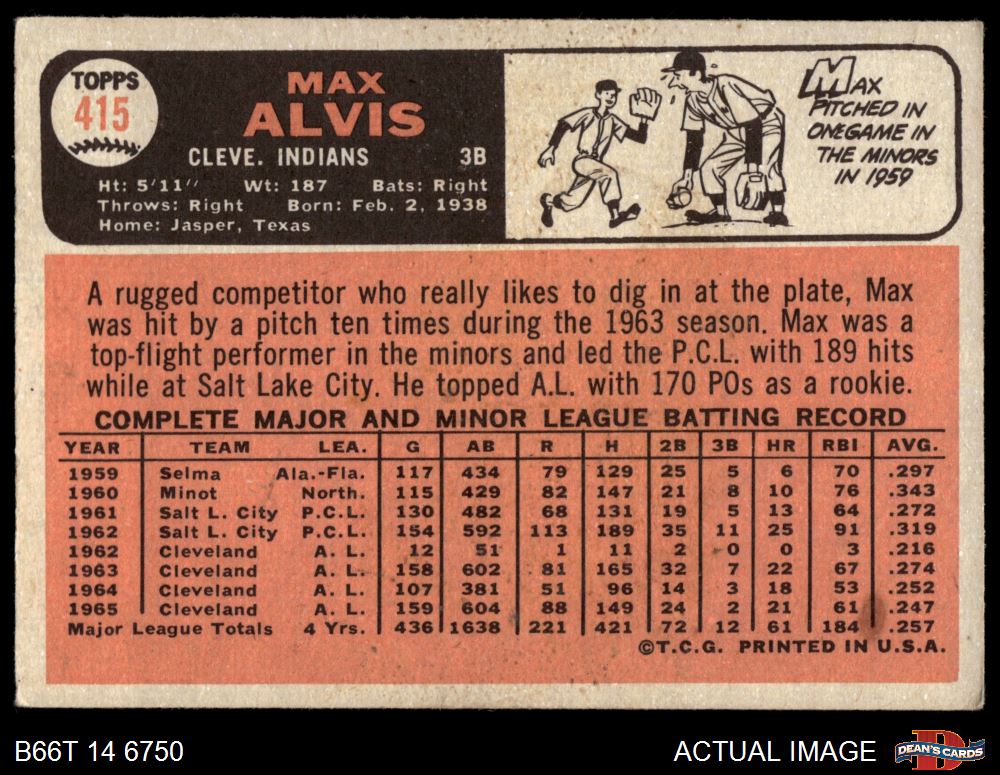 TOPPS
415
MAX
ALVIS
CLEVE. INDIANS 3B
Ht: 5'11" Wt: 187 Bats: Right
Throws: Right Born: Feb. 2, 1938
Home: Jasper, Texas
MAX
PITCHED IN
ONE GAME IN
THE MINORS
IN 1959
A rugged competitor who really likes to dig in at the plate, Max
was hit by a pitch ten times during the 1963 season. Max was a
top-flight performer in the minors and led the P.C.L. with 189 hits
while at Salt Lake City. He topped A.L. with 170 POs as a rookie.
COMPLETE MAJOR AND MINOR LEAGUE BATTING RECORD
YEAR TEAM LEA. G AB R H 2B 3B HR RBI AVG.
1959 Selma Ala.-Fla. 117 434 79 129 25 5 6 70 .297
1960 Minot North. 115 429 82 147 21 8 10 76 .343
1961 Salt L. City P.C.L. 130 482 68 131 19 5 13 64 .272
1962 Salt L. City P.C.L. 154 592 113 189 35 11 25 91 .319
1962 Cleveland A. L. 12 51 1 11 2 0 0 3 .216
1963 Cleveland A. L. 158 602 81 165 32 7 22 67 .274
1964 Cleveland A. L. 107 381 51 96 14 3 18 53 .252
1965 Cleveland A. L. 159 604 88 149 24 2 21 61 .247
Major League Totals 4 Yrs. 436 1638 221 421 72 12 61 184 .257
©T.C.G. PRINTED IN U.S.A.
B66T 14 6750 ACTUAL IMAGE DEAN'S CARDS